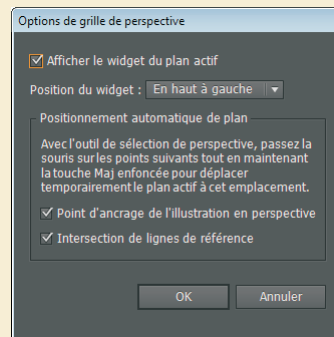 Options de grille de perspective
Afficher le widget du plan actif
Position du widget : En haut à gauche
Positionnement automatique de plan
Avec l'outil de sélection de perspective, passez la
souris sur les points suivants tout en maintenant
la touche Maj enfoncée pour déplacer
temporairement le plan actif à cet emplacement.
Point d'ancrage de l'illustration en perspective
Intersection de lignes de référence
OK Annuler